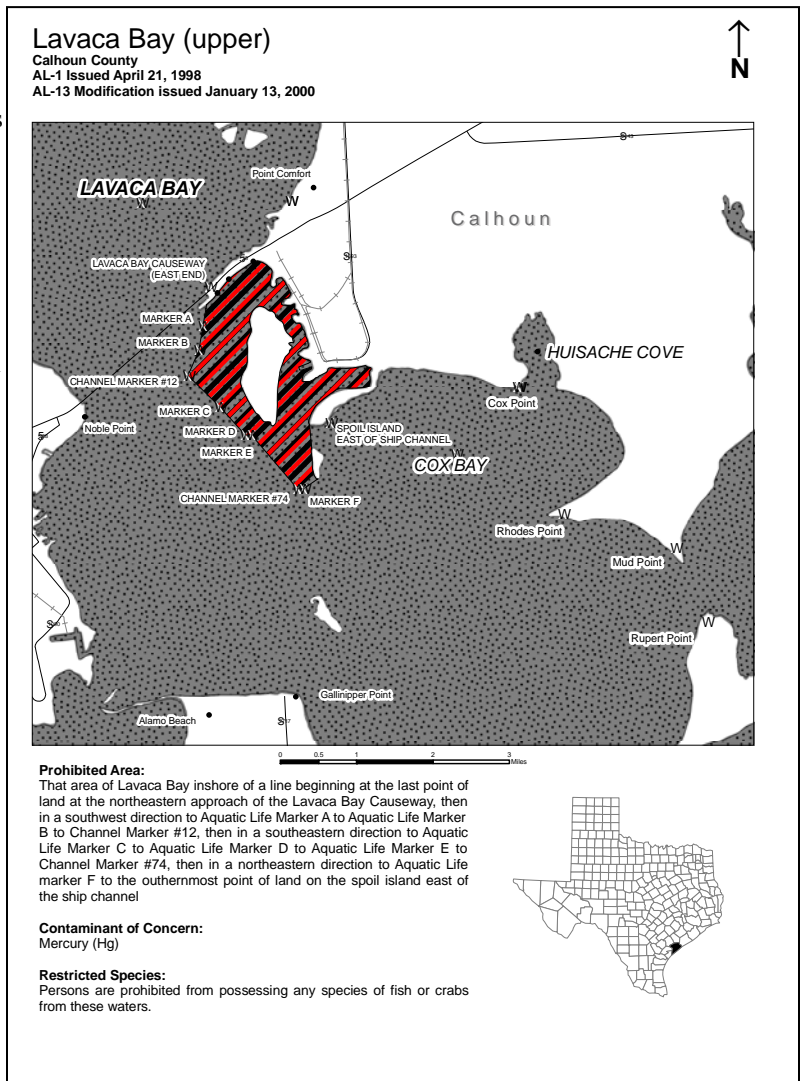 Lavaca Bay (upper)
Calhoun County
AL-1 Issued April 21, 1998
AL-13 Modification issued January 13, 2000
N
LAVACA BAY
W
Point Comfort
W
Calhoun
LAVACA BAY CAUSEWAY
(EAST END)
W
MARKER A
W
MARKER B
W
CHANNEL MARKER #12
W
HUISACHE COVE
W
Cox Point
MARKER C
W
Noble Point
MARKER D
W
W
SPOIL ISLAND
EAST OF SHIP CHANNEL
MARKER E
W
COX BAY
CHANNEL MARKER #74
MARKER F
W
Rhodes Point
W
Mud Point
W
Rupert Point
Gallinipper Point
Alamo Beach
0 0.5 1 2 3
Miles
Prohibited Area:
That area of Lavaca Bay inshore of a line beginning at the last point of
land at the northeastern approach of the Lavaca Bay Causeway, then
in a southwest direction to Aquatic Life Marker A to Aquatic Life Marker
B to Channel Marker #12, then in a southeastern direction to Aquatic
Life Marker C to Aquatic Life Marker D to Aquatic Life Marker E to
Channel Marker #74, then in a northeastern direction to Aquatic Life
marker F to the outhernmost point of land on the spoil island east of
the ship channel
Contaminant of Concern:
Mercury (Hg)
Restricted Species:
Persons are prohibited from possessing any species of fish or crabs
from these waters.